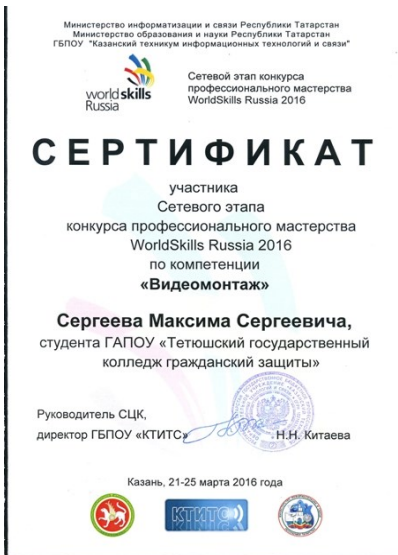 Министерство информатизации и связи Республики Татарстан
Министерство образования и науки Республики Татарстан
ГБПОУ "Казанский техникум информационных технологий и связи"
worldskills
Russia
Сетевой этап конкурса
профессионального мастерства
WorldSkills Russia 2016
СЕРТИФИКАТ
участника
Сетевого этапа
конкурса профессионального мастерства
WorldSkills Russia 2016
по компетенции
«Видеомонтаж»
Сергеева Максима Сергеевича,
студента ГАПОУ «Тетюшский государственный
колледж гражданский защиты»
Руководитель СЦК,
директор ГБПОУ «КТИТС» Н.Н. Китаева
Казань, 21-25 марта 2016 года
КТИТС